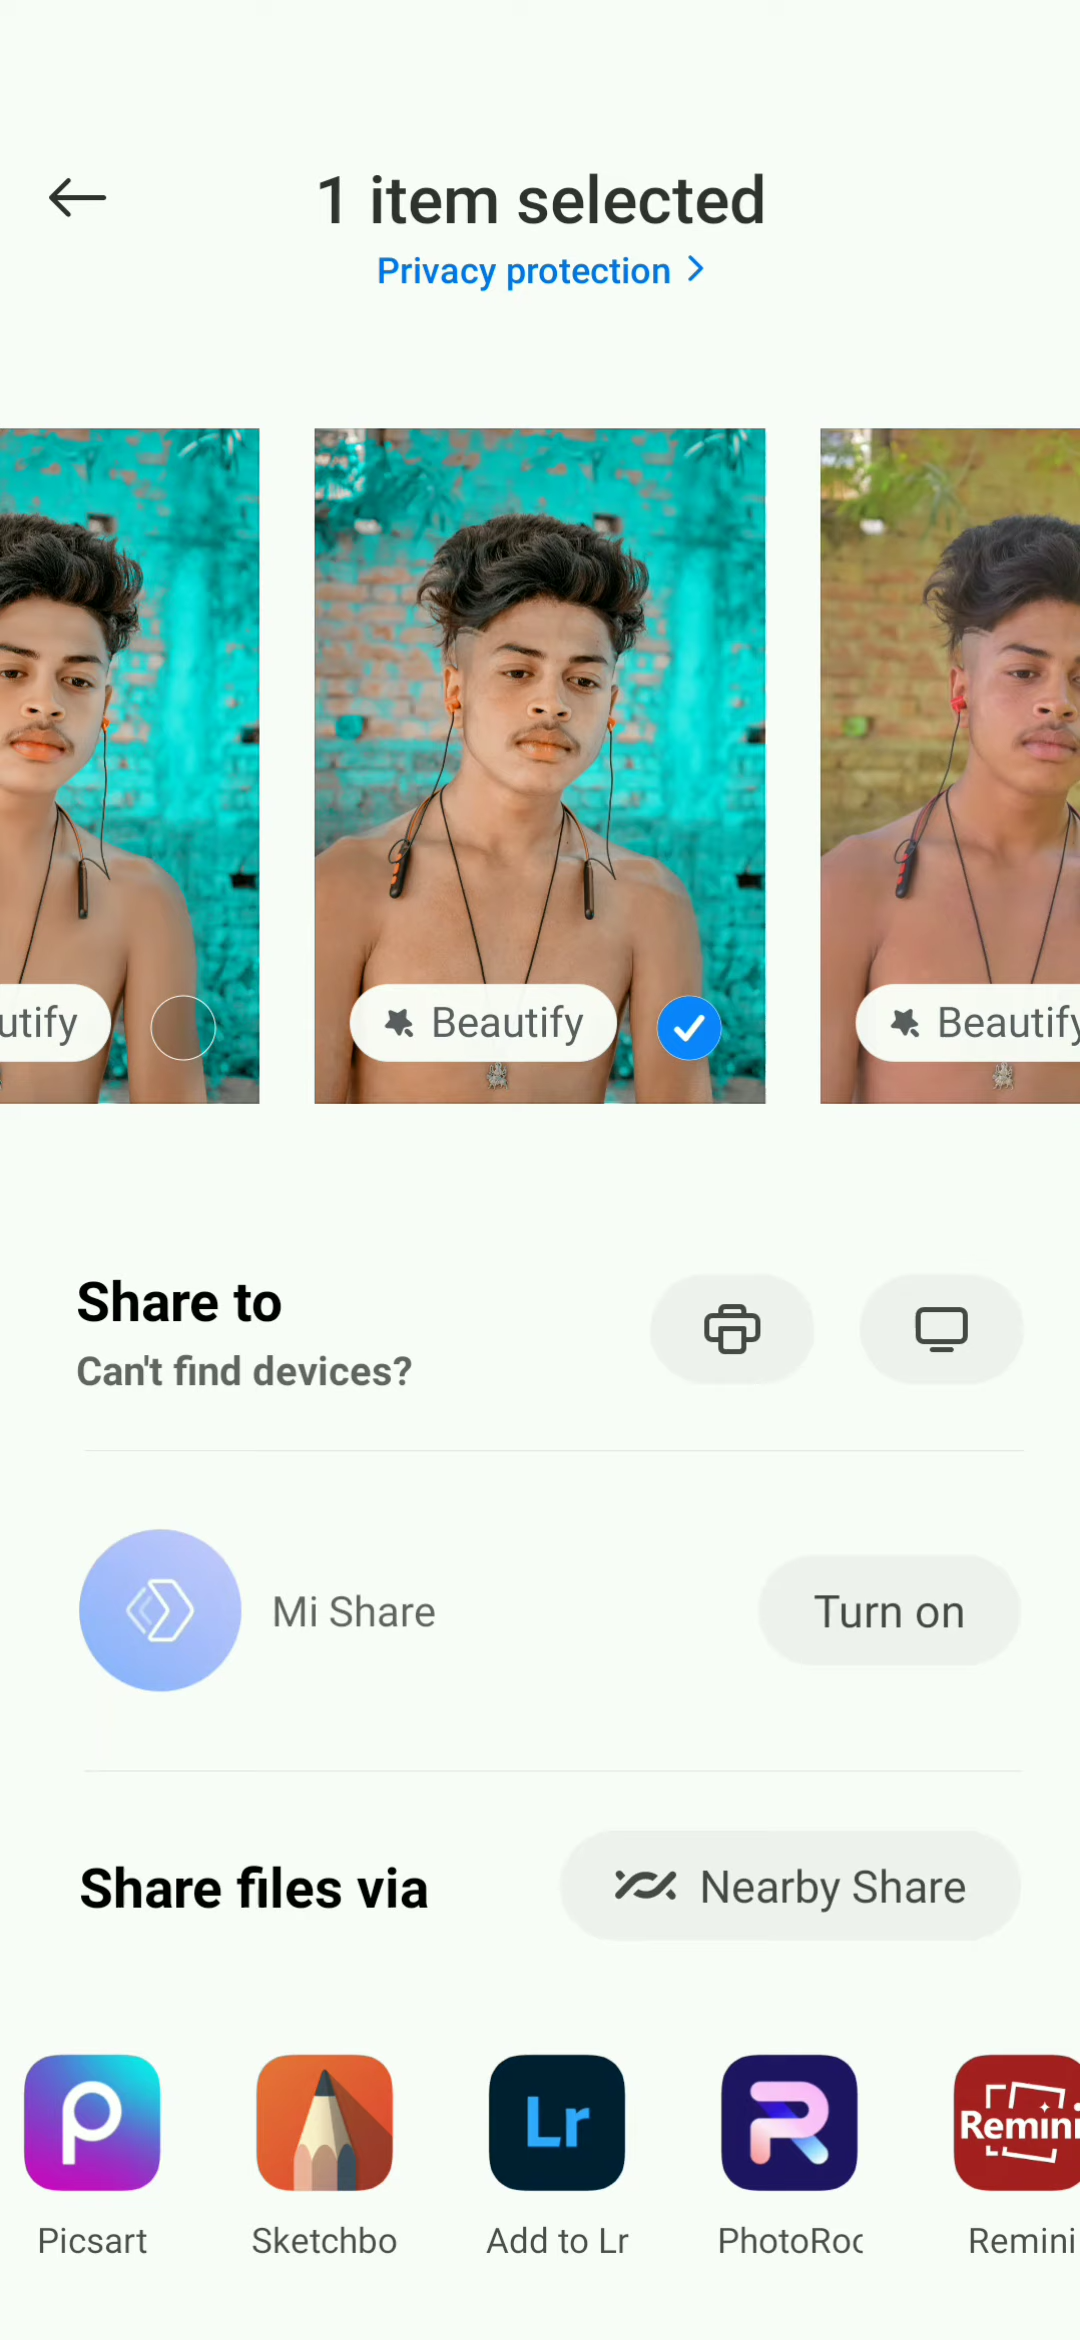 1 item selected
Privacy protection
utify
Beautify
Beautify
Share to
Can't find devices?
Mi Share
Turn on
Share files via
Nearby Share
Lr
Remini
Picsart
Sketchbo
Add to Lr
PhotoRoo
Remini